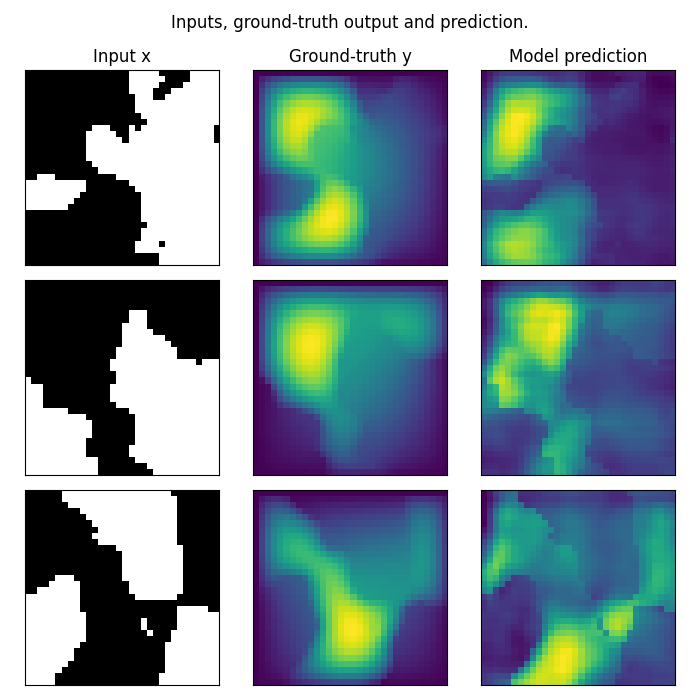 Inputs, ground-truth output and prediction.
Input x
Ground-truth y
Model prediction